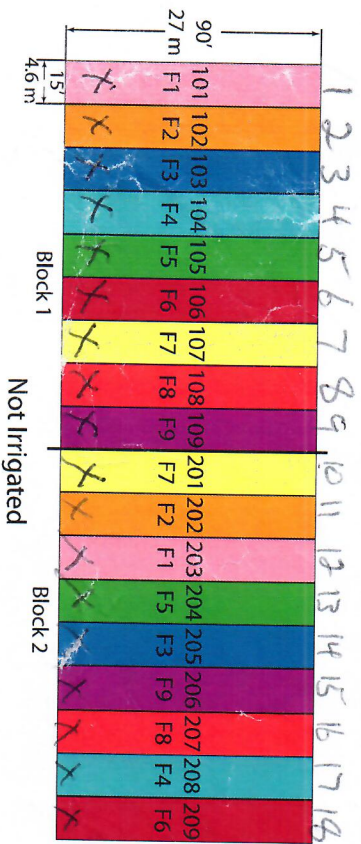 1 2 3 4 5 6 7 8 9 10 11 12 13 14 15 16 17 18
90'
27 m
101 102 103 104 105 106 107 108 109 201 202 203 204 205 206 207 208 209
F1 F2 F3 F4 F5 F6 F7 F8 F9 F7 F2 F1 F5 F3 F9 F8 F4 F6
X X X X X X X X X X X X X X X X X X
15'
4.6 m
Block 1
Block 2
Not Irrigated